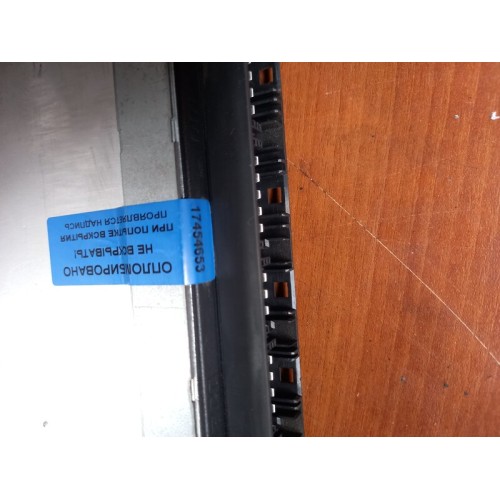 ОПЛОМБИРОВАНО
НЕ ВСКРЫВАТЬ!
ПРИ ПОПЫТКЕ ВСКРЫТИЯ
ПРОЯВЛЯЕТСЯ НАДПИСЬ
17454653